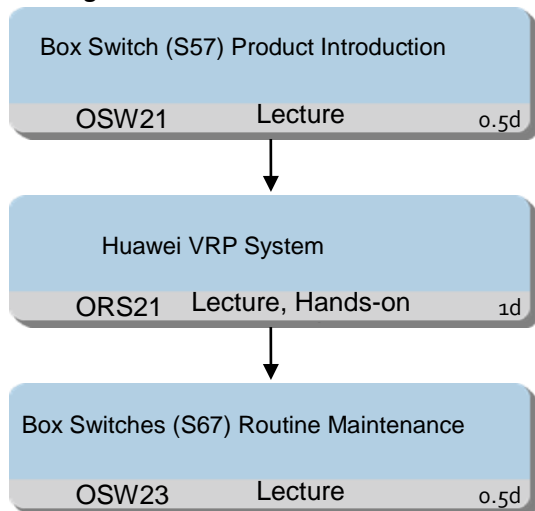 Box Switch (S57) Product Introduction
OSW21 Lecture 0.5d
Huawei VRP System
ORS21 Lecture, Hands-on 1d
Box Switches (S67) Routine Maintenance
OSW23 Lecture 0.5d